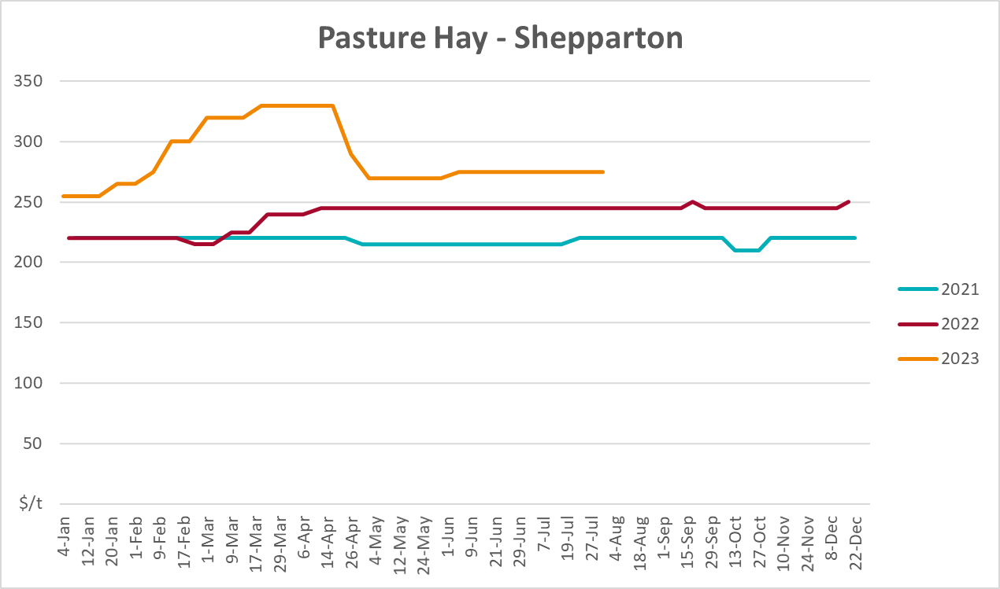 Pasture Hay - Shepparton
350
300
250
200
150
100
50
$/t
4-Jan
12-Jan
20-Jan
1-Feb
9-Feb
17-Feb
1-Mar
9-Mar
17-Mar
29-Mar
6-Apr
14-Apr
26-Apr
4-May
12-May
24-May
1-Jun
9-Jun
21-Jun
29-Jun
7-Jul
19-Jul
27-Jul
4-Aug
18-Aug
1-Sep
15-Sep
29-Sep
13-Oct
27-Oct
10-Nov
24-Nov
8-Dec
22-Dec
2021
2022
2023